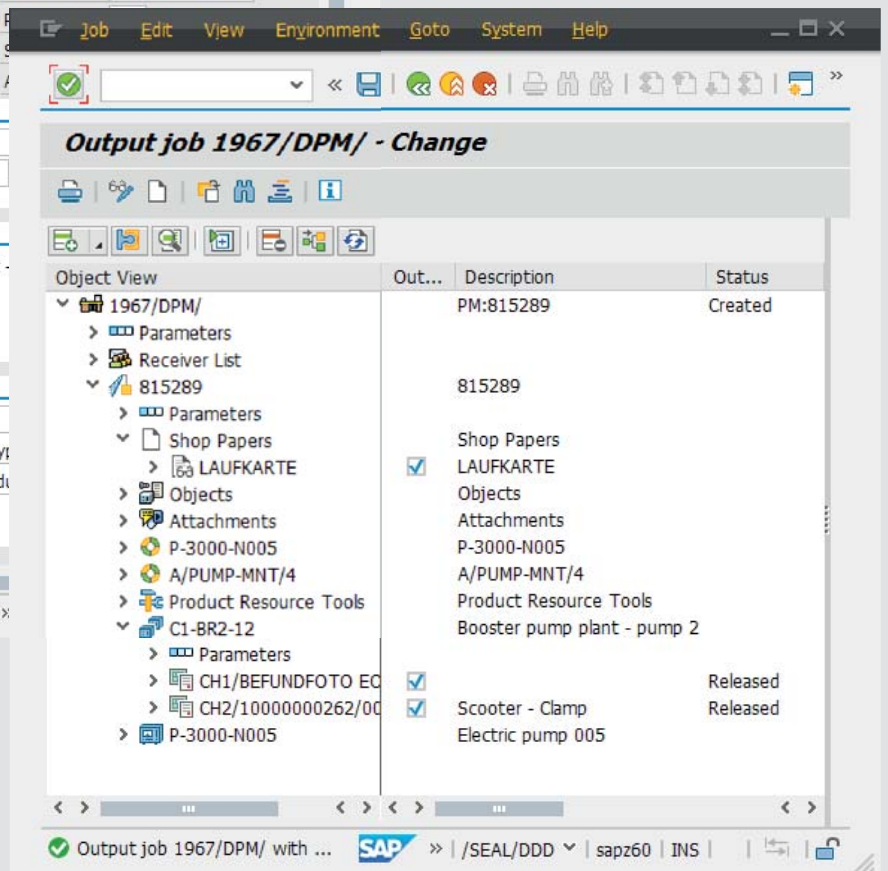 Job Edit View Environment Goto System Help
Output job 1967/DPM/ - Change
Object View Out... Description Status
1967/DPM/ PM:815289 Created
Parameters
Receiver List
815289 815289
Parameters
Shop Papers Shop Papers
LAUFKARTE LAUFKARTE
Objects Objects
Attachments Attachments
P-3000-N005 P-3000-N005
A/PUMP-MNT/4 A/PUMP-MNT/4
Product Resource Tools Product Resource Tools
C1-BR2-12 Booster pump plant - pump 2
Parameters
CH1/BEFUNDFOTO EQ Released
CH2/10000000262/00 Scooter - Clamp Released
P-3000-N005 Electric pump 005
Output job 1967/DPM/ with ... SAP » | /SEAL/DDD | sapz60 | INS |